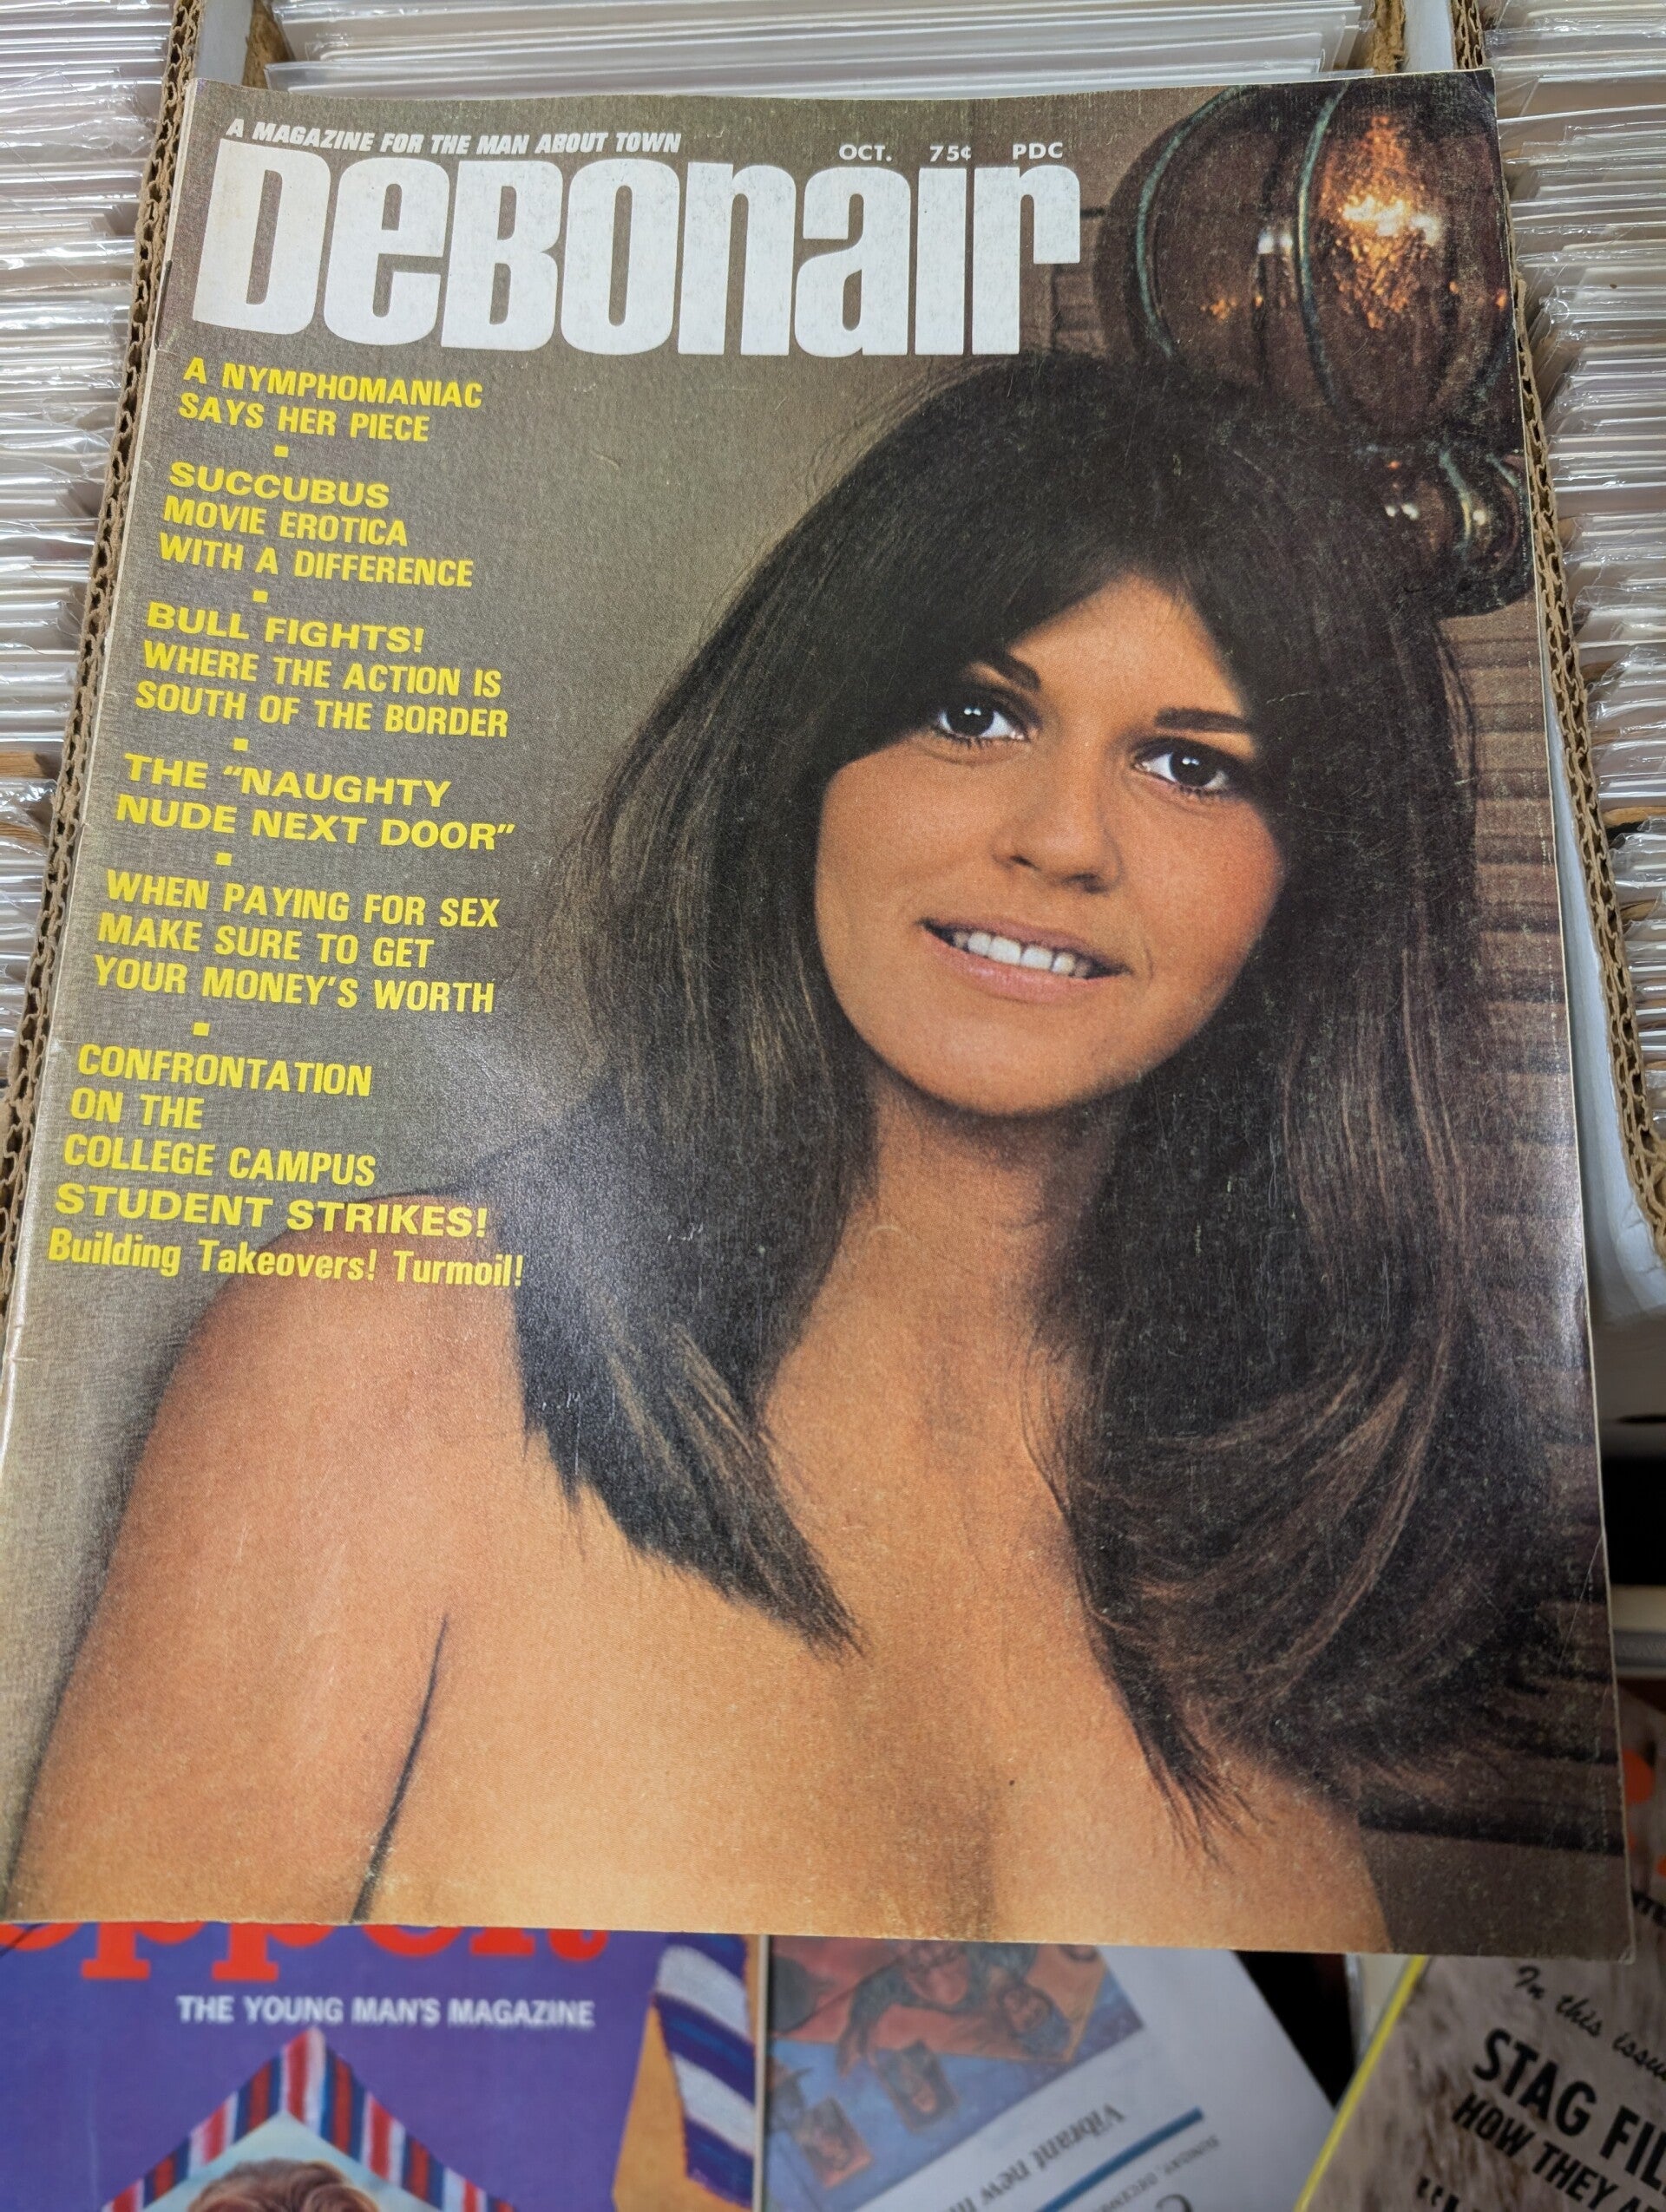 A MAGAZINE FOR THE MAN ABOUT TOWN
OCT. 75¢ PDC
DeBonair
A NYMPHOMANIAC
SAYS HER PIECE
SUCCUBUS
MOVIE EROTICA
WITH A DIFFERENCE
BULL FIGHTS!
WHERE THE ACTION IS
SOUTH OF THE BORDER
THE "NAUGHTY
NUDE NEXT DOOR"
WHEN PAYING FOR SEX
MAKE SURE TO GET
YOUR MONEY'S WORTH
CONFRONTATION
ON THE
COLLEGE CAMPUS
STUDENT STRIKES!
Building Takeovers! Turmoil!
THE YOUNG MAN'S MAGAZINE
Vibrant new
In this issue
STAG
HOW THEY